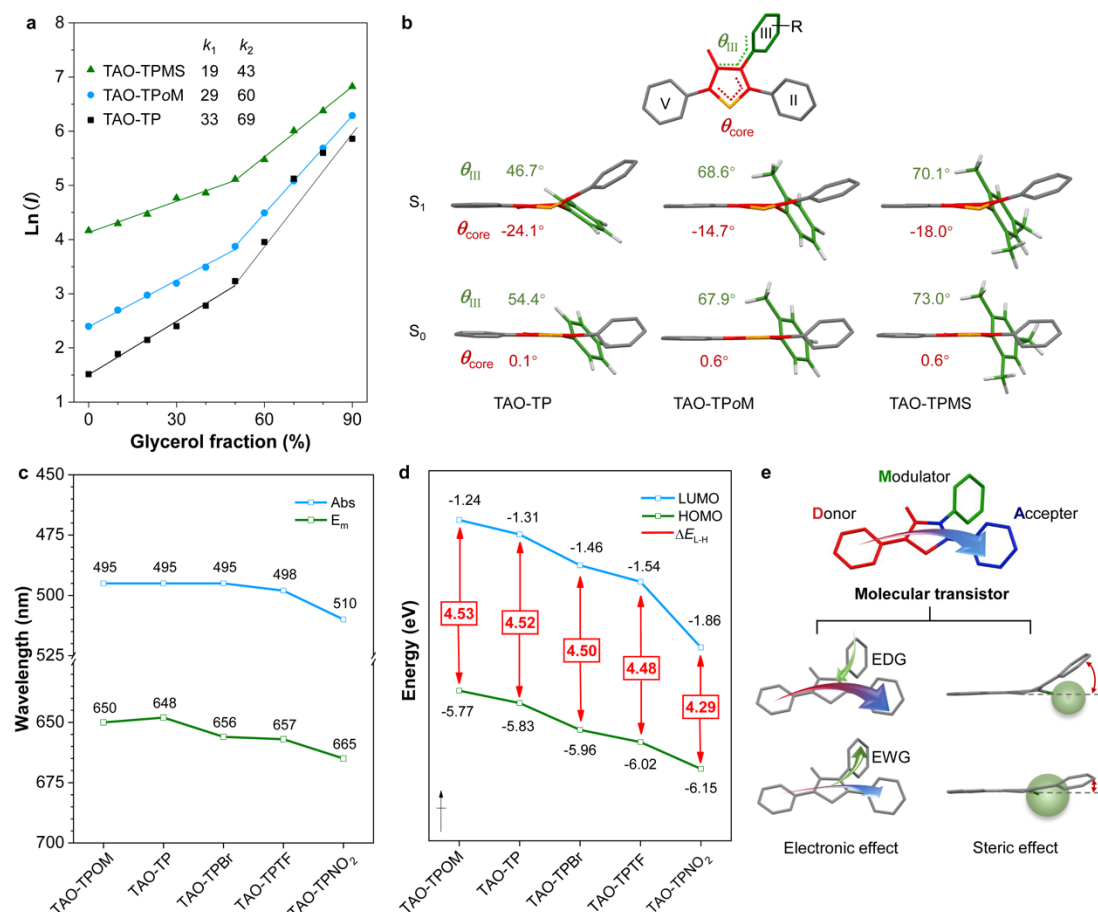 a
Ln (I)
8
7
6
5
4
3
2
1
k₁ k₂
TAO-TPMS 19 43
TAO-TPoM 29 60
TAO-TP 33 69
0 30 60 90
Glycerol fraction (%)
b
III R
θIII
V II
θcore
θIII 46.7° 68.6° 70.1°
S₁
θcore -24.1° -14.7° -18.0°
θIII 54.4° 67.9° 73.0°
S₀
θcore 0.1° 0.6° 0.6°
TAO-TP TAO-TPoM TAO-TPMS
c
Wavelength (nm)
450
475
500
525
650
675
700
Abs
Em
495 495 495 498 510
650 648 656 657 665
TAO-TPOM TAO-TP TAO-TPBr TAO-TPTF TAO-TPNO₂
d
Energy (eV)
LUMO
HOMO
ΔEL-H
-1.24 -1.31 -1.46 -1.54 -1.86
4.53 4.52 4.50 4.48 4.29
-5.77 -5.83 -5.96 -6.02 -6.15
TAO-TPOM TAO-TP TAO-TPBr TAO-TPTF TAO-TPNO₂
e
Modulator
Donor Accepter
Molecular transistor
EDG
EWG
Electronic effect Steric effect